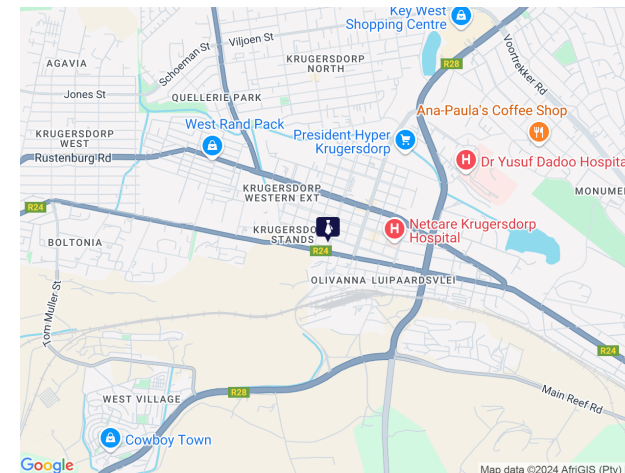 Key West
Shopping Centre
Viljoen St
Schoeman St
Voortrekker Rd
KRUGERSDORP
NORTH
AGAVIA
R28
Jones St
QUELLERIE PARK
Ana-Paula's Coffee Shop
West Rand Pack
KRUGERSDORP
WEST
President Hyper
Krugersdorp
Rustenburg Rd
Dr Yusuf Dadoo Hospita
KRUGERSDORP
WESTERN EXT
MONUME
R24
Netcare Krugersdorp
Hospital
KRUGERSDO
STANDS
BOLTONIA
R24
OLIVANNA
LUIPAARDSVLEI
Tom Muller St
R24
R28
Main Reef Rd
WEST VILLAGE
Cowboy Town
Google
Map data ©2024 AfriGIS (Pty)